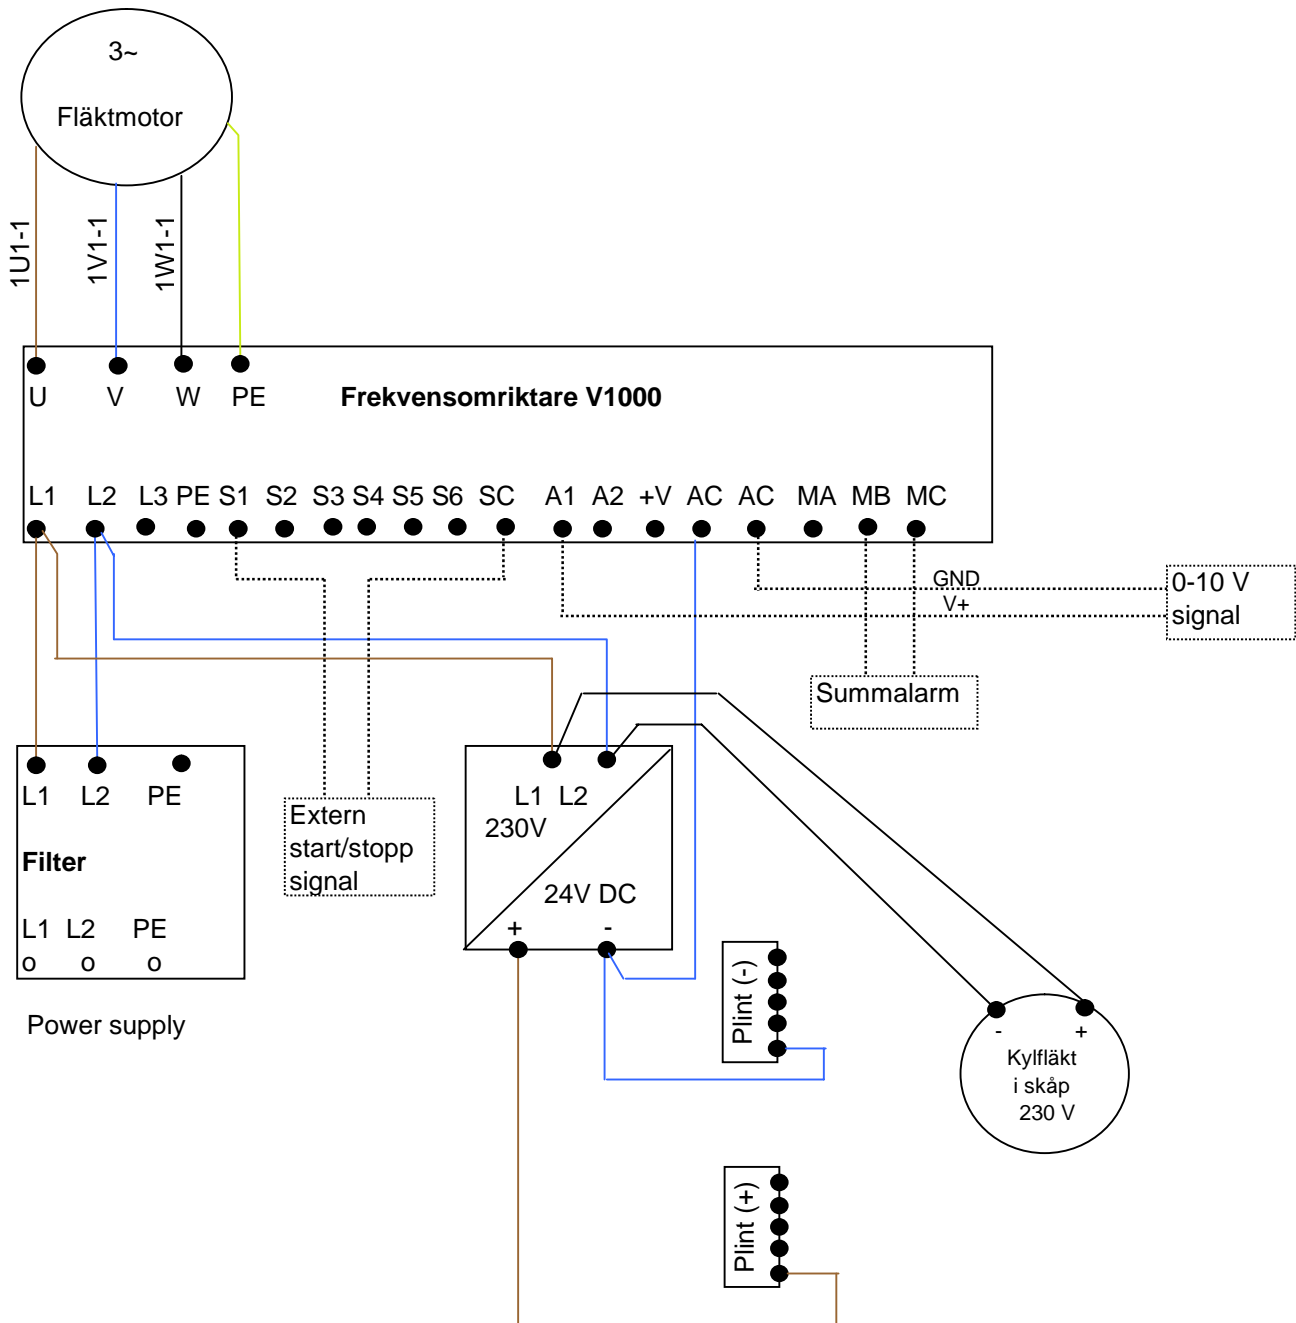 3~
Fläktmotor
1U1-1
1V1-1
1W1-1
U V W PE Frekvensomriktare V1000
L1 L2 L3 PE S1 S2 S3 S4 S5 S6 SC A1 A2 +V AC AC MA MB MC
GND
V+
0-10 V
signal
Summalarm
L1 L2 PE
Filter
L1 L2 PE
o o o
Power supply
Extern
start/stopp
signal
L1 L2
230V
24V DC
+ -
Plint (-)
- +
Kylfläkt
i skåp
230 V
Plint (+)